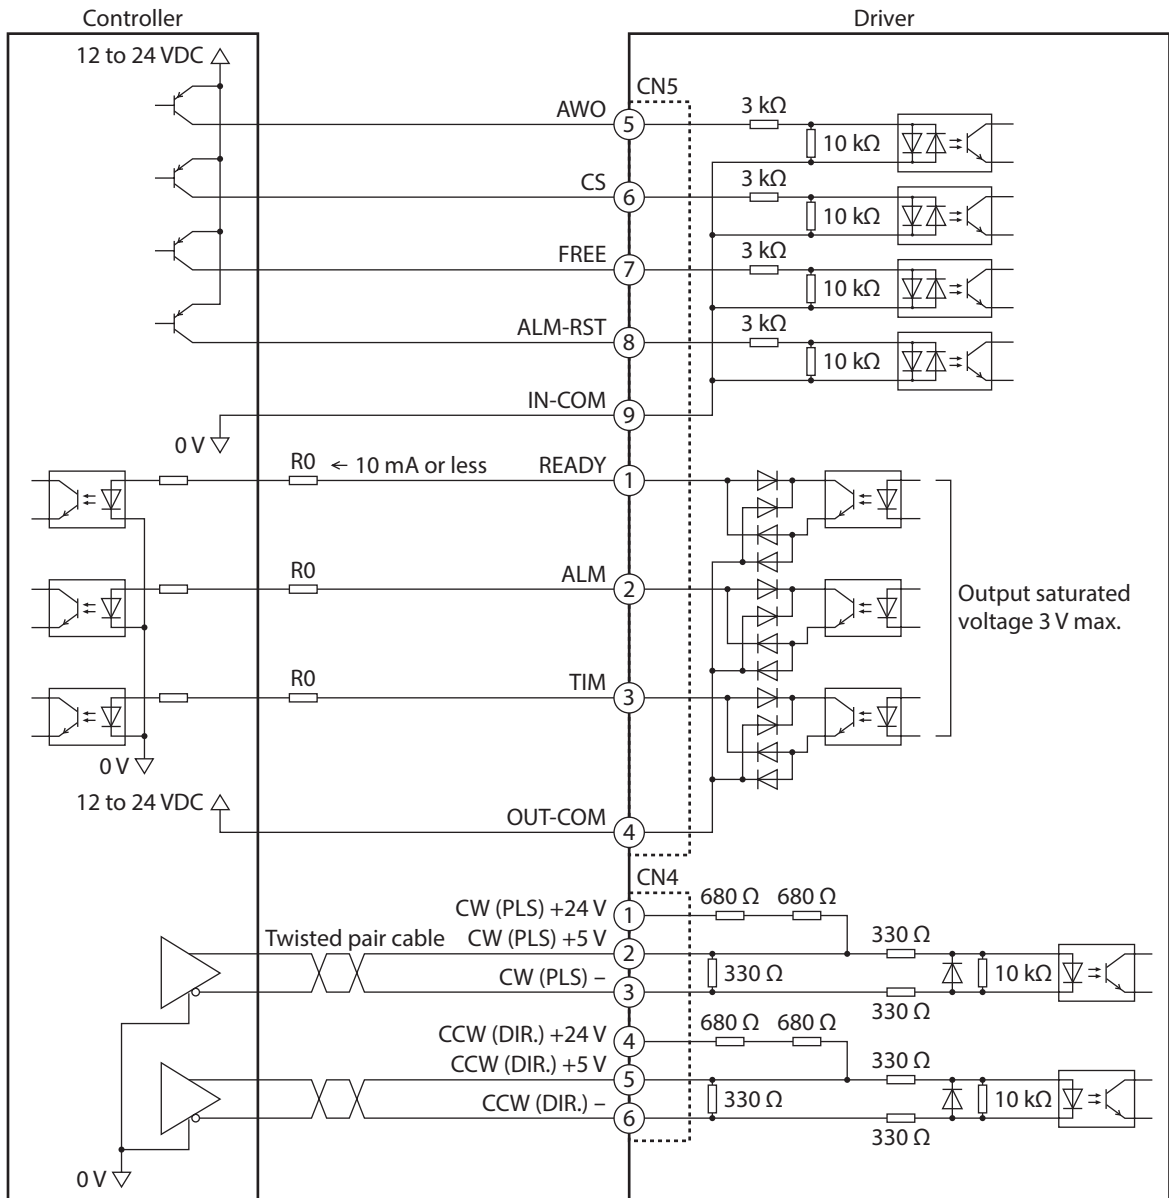 Controller
Driver
12 to 24 VDC
CN5
AWO
5
3 kΩ
10 kΩ
CS
6
3 kΩ
10 kΩ
FREE
7
3 kΩ
10 kΩ
ALM-RST
8
3 kΩ
10 kΩ
IN-COM
9
0 V
R0
← 10 mA or less
READY
1
R0
ALM
2
Output saturated
voltage 3 V max.
R0
TIM
3
0 V
12 to 24 VDC
OUT-COM
4
CN4
CW (PLS) +24 V
1
680 Ω
680 Ω
Twisted pair cable
CW (PLS) +5 V
2
330 Ω
330 Ω
10 kΩ
CW (PLS) –
3
330 Ω
CCW (DIR.) +24 V
4
680 Ω
680 Ω
CCW (DIR.) +5 V
5
330 Ω
330 Ω
10 kΩ
CCW (DIR.) –
6
330 Ω
0 V